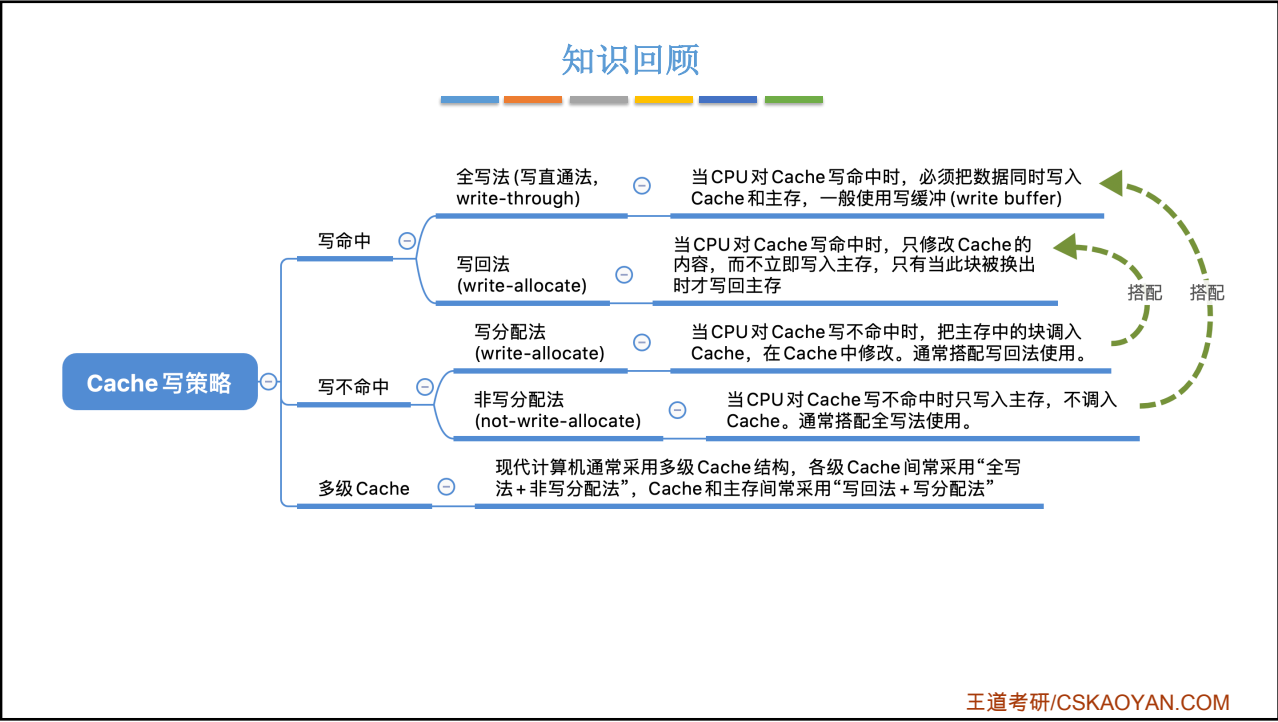 知识回顾
Cache写策略
写命中
全写法 (写直通法,
write-through)
当CPU对Cache写命中时，必须把数据同时写入
Cache和主存，一般使用写缓冲 (write buffer)
写回法
(write-allocate)
当CPU对Cache写命中时，只修改Cache的
内容，而不立即写入主存，只有当此块被换出
时才写回主存
写不命中
写分配法
(write-allocate)
当CPU对Cache写不命中时，把主存中的块调入
Cache，在Cache中修改。通常搭配写回法使用。
非写分配法
(not-write-allocate)
当CPU对Cache写不命中时只写入主存，不调入
Cache。通常搭配全写法使用。
搭配
搭配
多级Cache
现代计算机通常采用多级Cache结构，各级Cache间常采用“全写
法+非写分配法”，Cache和主存间常采用“写回法+写分配法”
王道考研/CSKAOYAN.COM